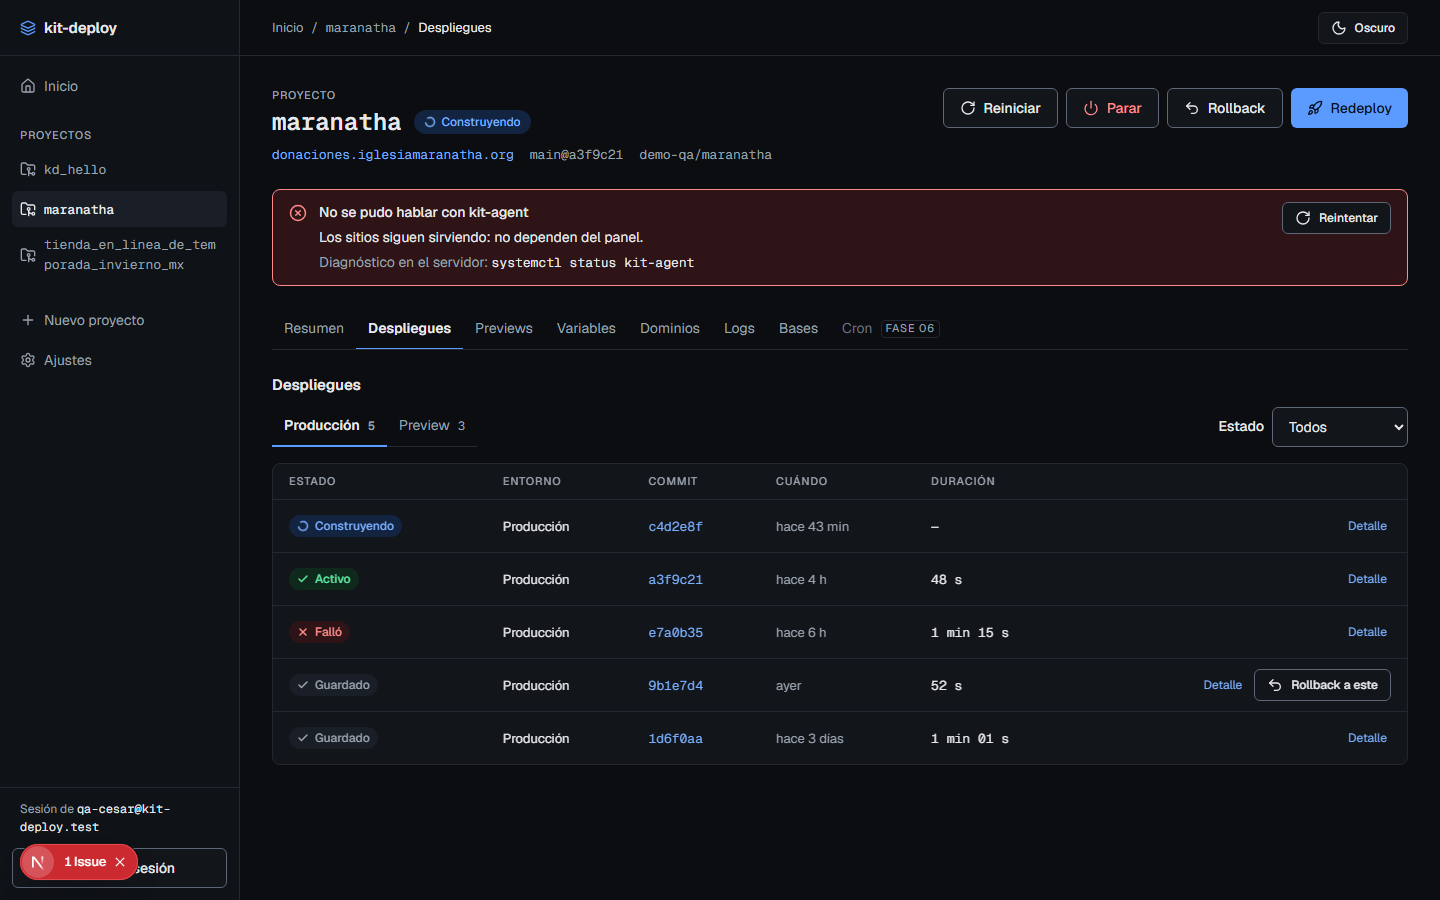 kit-deploy
Inicio / maranatha / Despliegues
Oscuro
Inicio
PROYECTOS
kd_hello
maranatha
tienda_en_linea_de_tem
porada_invierno_mx
Nuevo proyecto
Ajustes
PROYECTO
maranatha Construyendo
donaciones.iglesiamaranatha.org main@a3f9c21 demo-qa/maranatha
Reiniciar Parar Rollback Redeploy
No se pudo hablar con kit-agent
Los sitios siguen sirviendo: no dependen del panel.
Diagnóstico en el servidor: systemctl status kit-agent
Reintentar
Resumen Despliegues Previews Variables Dominios Logs Bases Cron FASE 06
Despliegues
Producción 5 Preview 3
Estado Todos
ESTADO ENTORNO COMMIT CUÁNDO DURACIÓN
Construyendo Producción c4d2e8f hace 43 min — Detalle
Activo Producción a3f9c21 hace 4 h 48 s Detalle
Falló Producción e7a0b35 hace 6 h 1 min 15 s Detalle
Guardado Producción 9b1e7d4 ayer 52 s Detalle Rollback a este
Guardado Producción 1d6f0aa hace 3 días 1 min 01 s Detalle
Sesión de qa-cesar@kit-
deploy.test
N 1 Issue sesión